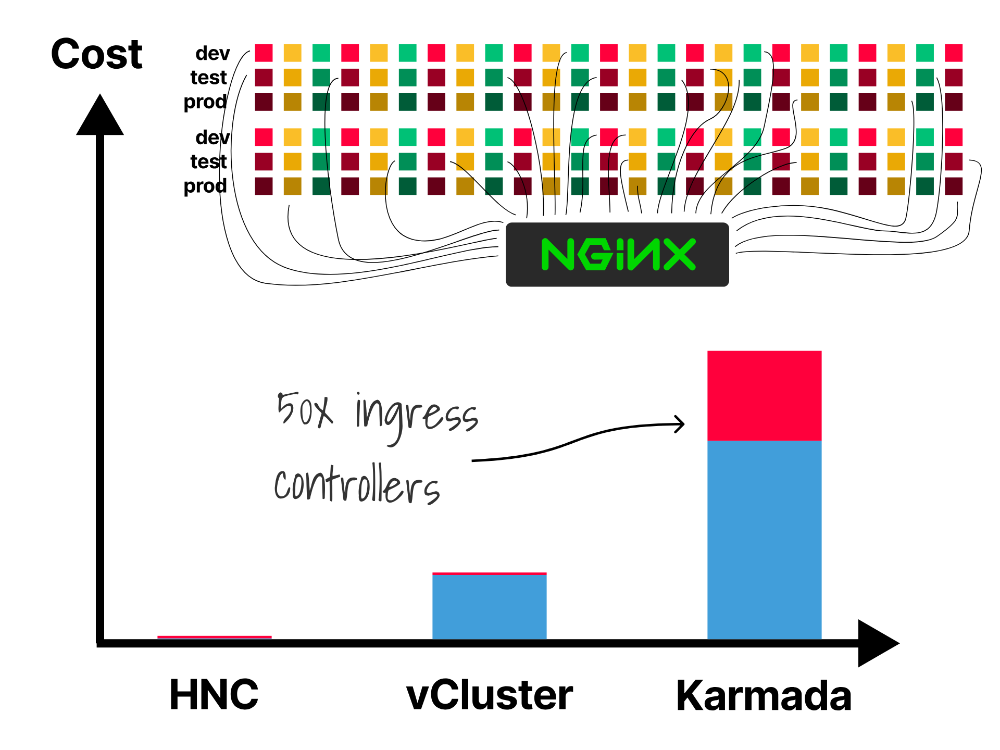 Cost
dev
test
prod
dev
test
prod
NGINX
50x ingress
controllers
HNC
vCluster
Karmada